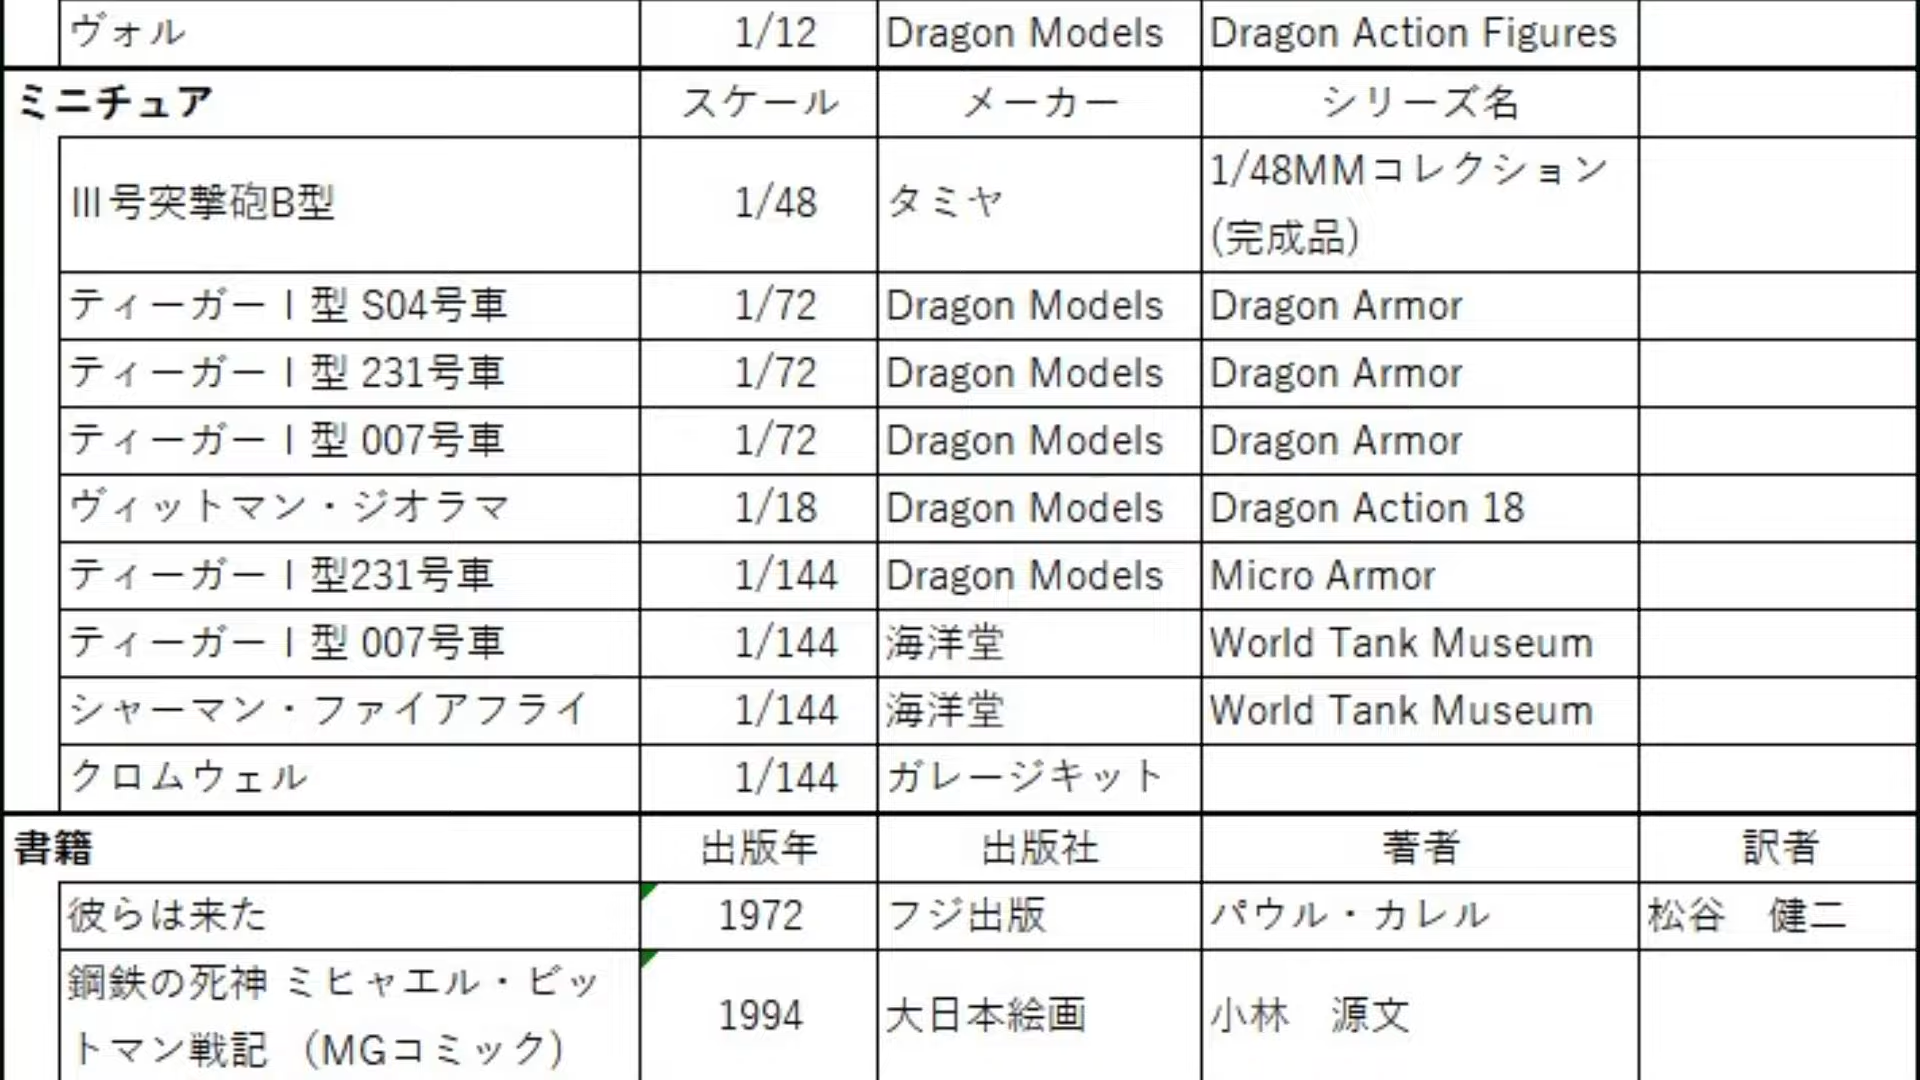 ヴォル 1/12 Dragon Models Dragon Action Figures
ミニチュア スケール メーカー シリーズ名
Ⅲ号突撃砲B型 1/48 タミヤ 1/48MMコレクション
(完成品)
ティーガーⅠ型 S04号車 1/72 Dragon Models Dragon Armor
ティーガーⅠ型 231号車 1/72 Dragon Models Dragon Armor
ティーガーⅠ型 007号車 1/72 Dragon Models Dragon Armor
ヴィットマン・ジオラマ 1/18 Dragon Models Dragon Action 18
ティーガーⅠ型231号車 1/144 Dragon Models Micro Armor
ティーガーⅠ型 007号車 1/144 海洋堂 World Tank Museum
シャーマン・ファイアフライ 1/144 海洋堂 World Tank Museum
クロムウェル 1/144 ガレージキット
書籍 出版年 出版社 著者 訳者
彼らは来た 1972 フジ出版 パウル・カレル 松谷　健二
鋼鉄の死神 ミヒャエル・ビッ
トマン戦記 （MGコミック） 1994 大日本絵画 小林　源文